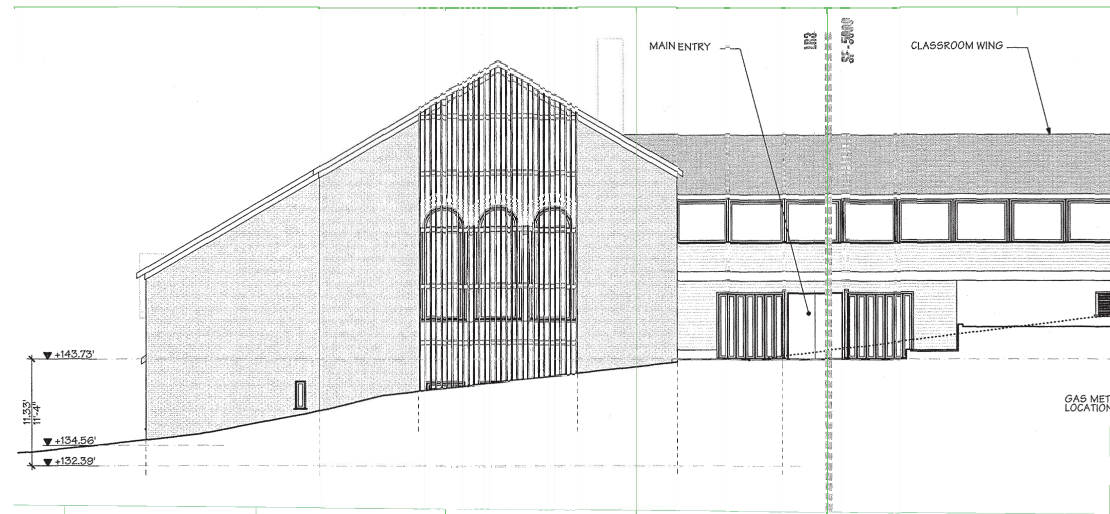 MAIN ENTRY
CLASSROOM WING
+143.73'
11.33'
11'-4"
+134.56'
+132.39'
GAS MET
LOCATION